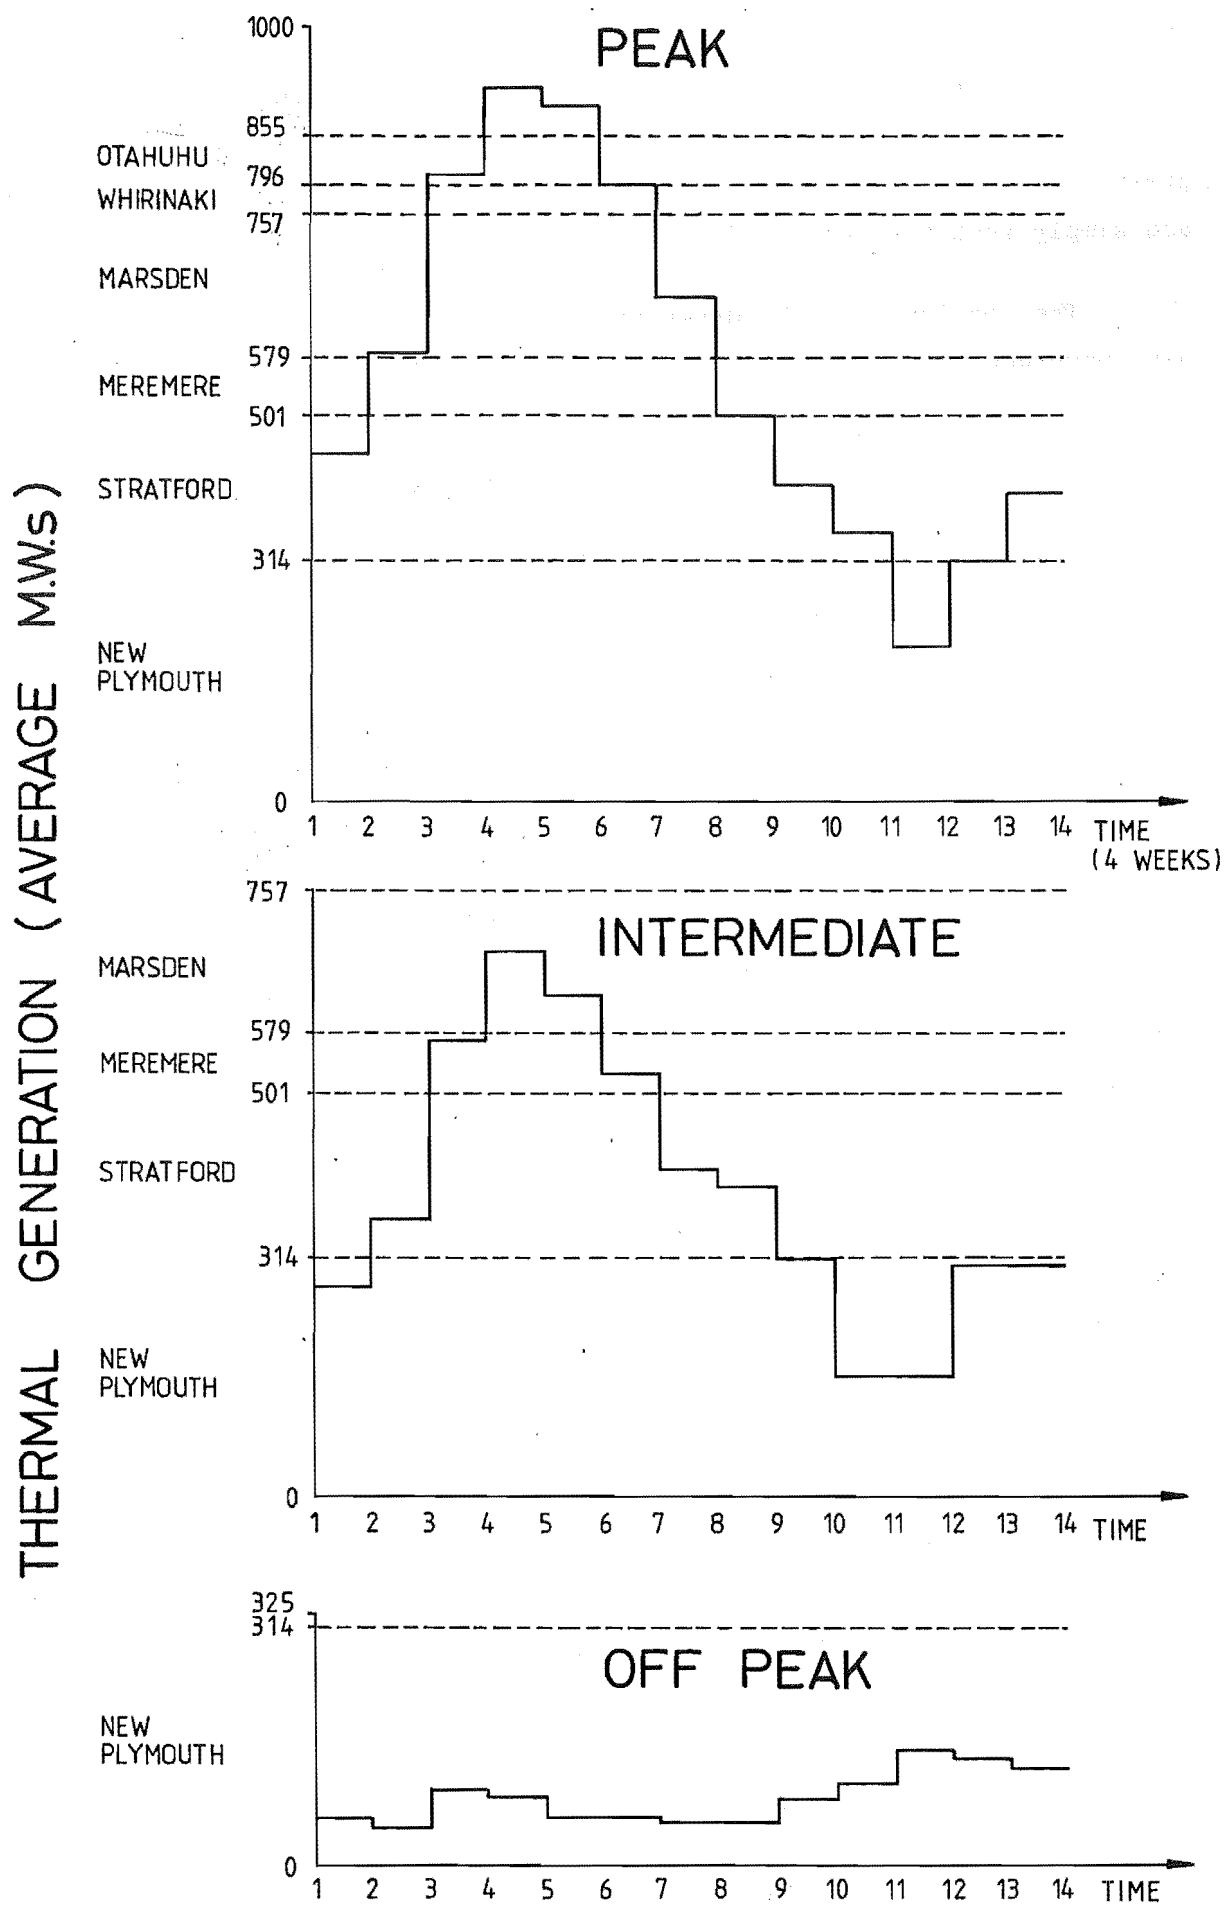 THERMAL GENERATION (AVERAGE M.W.s)
PEAK
1000
855
OTAHUHU
796
WHIRINAKI
757
MARSDEN
579
MEREMERE
501
STRATFORD
314
NEW
PLYMOUTH
0
1 2 3 4 5 6 7 8 9 10 11 12 13 14 TIME
(4 WEEKS)
INTERMEDIATE
757
MARSDEN
579
MEREMERE
501
STRATFORD
314
NEW
PLYMOUTH
0
1 2 3 4 5 6 7 8 9 10 11 12 13 14 TIME
OFF PEAK
325
314
NEW
PLYMOUTH
0
1 2 3 4 5 6 7 8 9 10 11 12 13 14 TIME